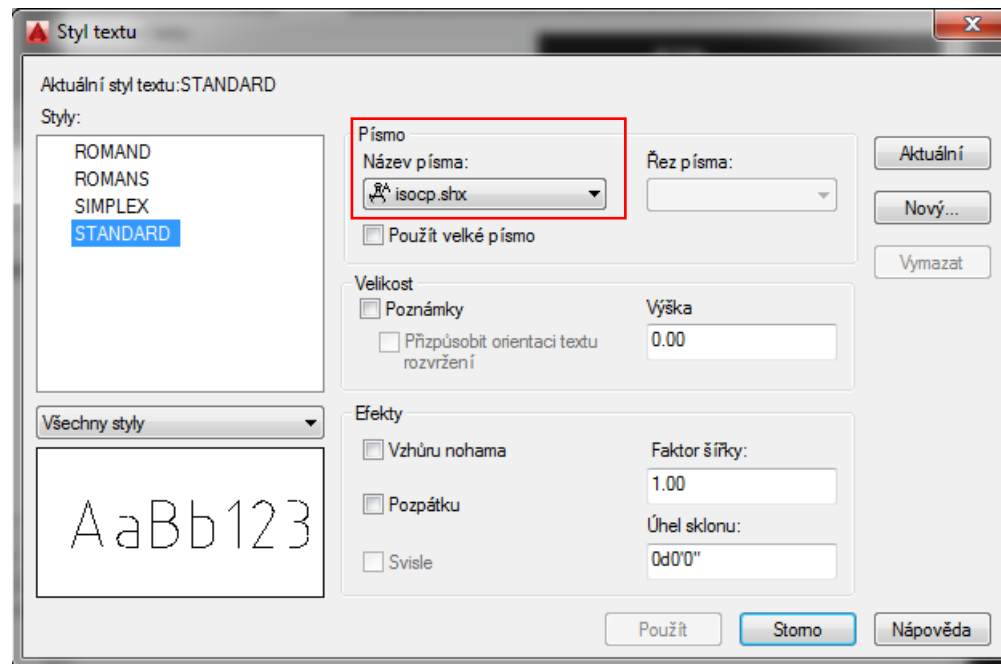 Styl textu
Aktuální styl textu:STANDARD
Styly:
ROMAND
ROMANS
SIMPLEX
STANDARD
Všechny styly
AaBb123
Písmo
Název písma:
isocp.shx
Řez písma:
Použít velké písmo
Velikost
Poznámky
Přizpůsobit orientaci textu
rozvržení
Výška
0.00
Efekty
Vzhůru nohama
Pozpátku
Svisle
Faktor šířky:
1.00
Úhel sklonu:
0d0'0"
Aktuální
Nový...
Vymazat
Použít
Storno
Nápověda